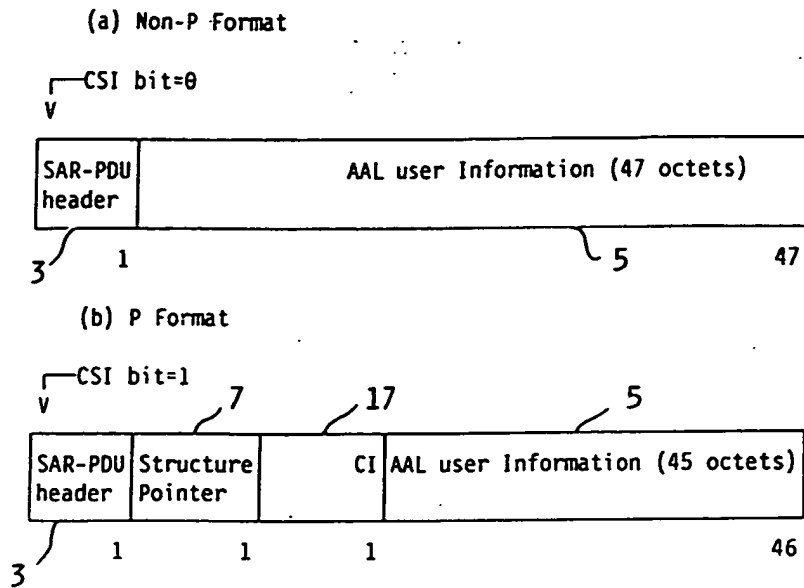 (a) Non-P Format
CSI bit=0
V
SAR-PDU header
AAL user Information (47 octets)
3
1
5
47
(b) P Format
CSI bit=1
V
7
17
5
SAR-PDU header
Structure Pointer
CI
AAL user Information (45 octets)
3
1
1
1
46